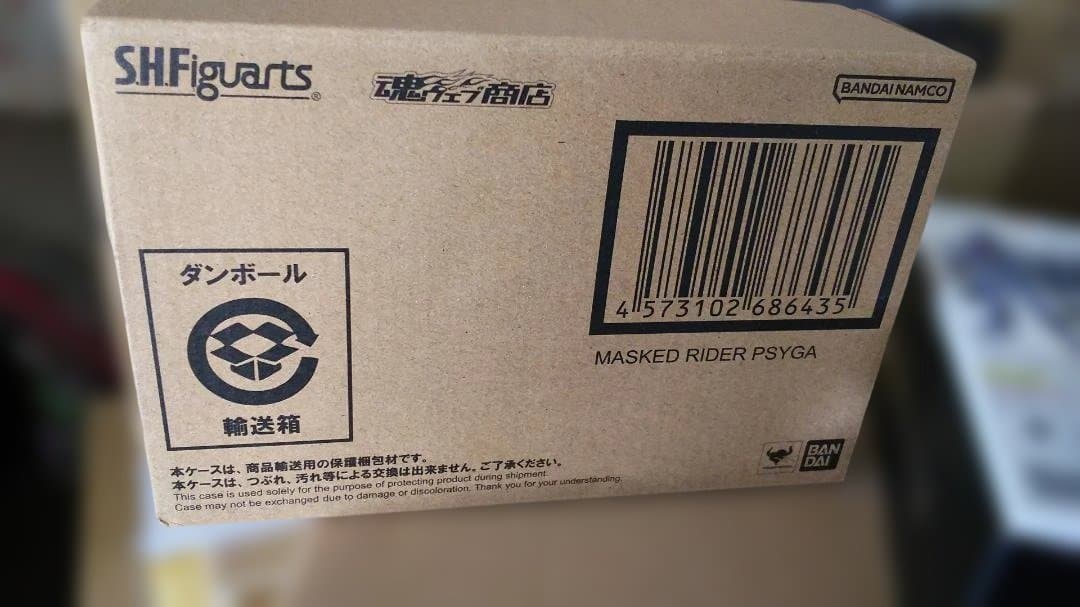 S.H.Figuarts®
魂ウェブ商店
BANDAI NAMCO
4 573102 686435
MASKED RIDER PSYGA
ダンボール
輸送箱
本ケースは、商品輸送用の保護梱包材です。
本ケースは、つぶれ、汚れ等による交換は出来ません。ご了承ください。
This case is used solely for the purpose of protecting product during shipment.
Case may not be exchanged due to damage or discoloration. Thank you for your understanding.
BAN
DAI